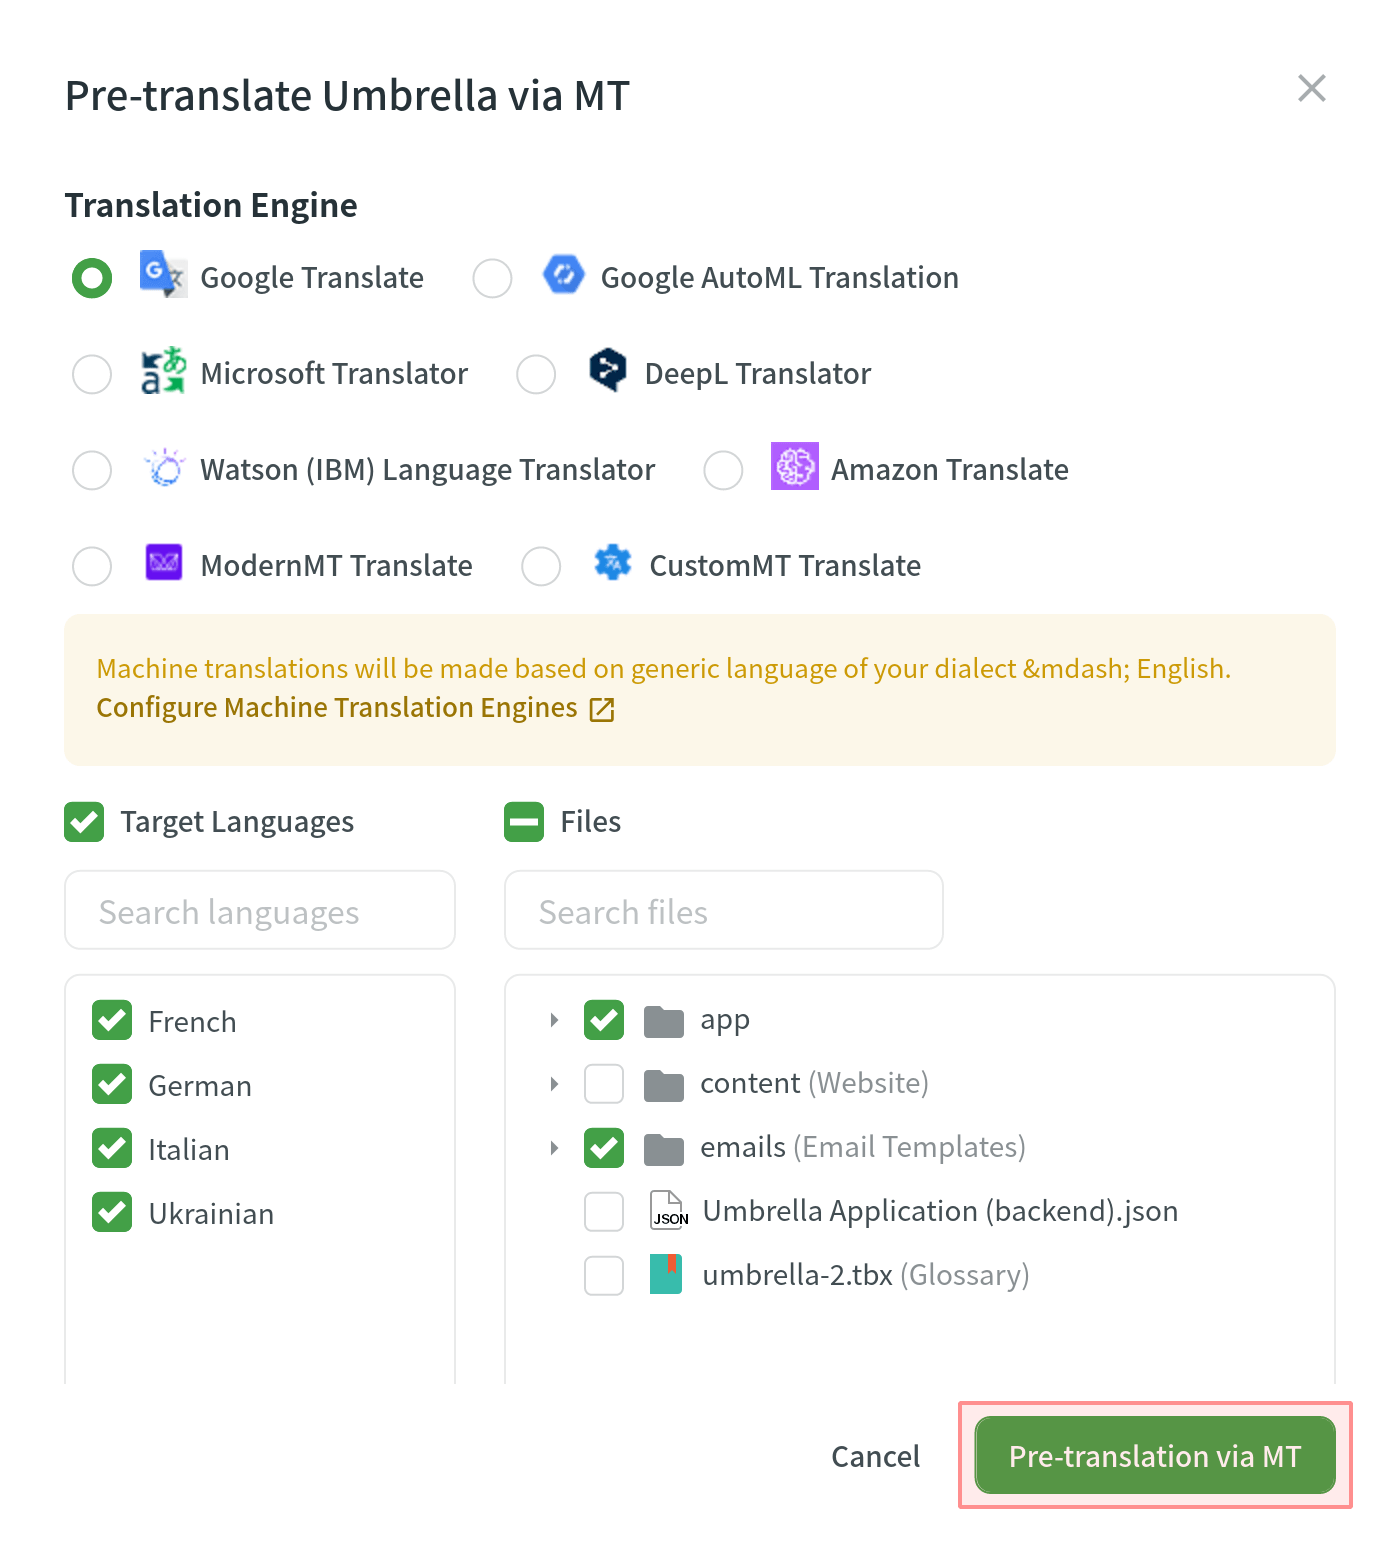 Pre-translate Umbrella via MT
Translation Engine
Google Translate
Google AutoML Translation
Microsoft Translator
DeepL Translator
Watson (IBM) Language Translator
Amazon Translate
ModernMT Translate
CustomMT Translate
Machine translations will be made based on generic language of your dialect &mdash; English.
Configure Machine Translation Engines
Target Languages
Files
Search languages
Search files
French
German
Italian
Ukrainian
app
content (Website)
emails (Email Templates)
JSON Umbrella Application (backend).json
umbrella-2.tbx (Glossary)
Cancel
Pre-translation via MT